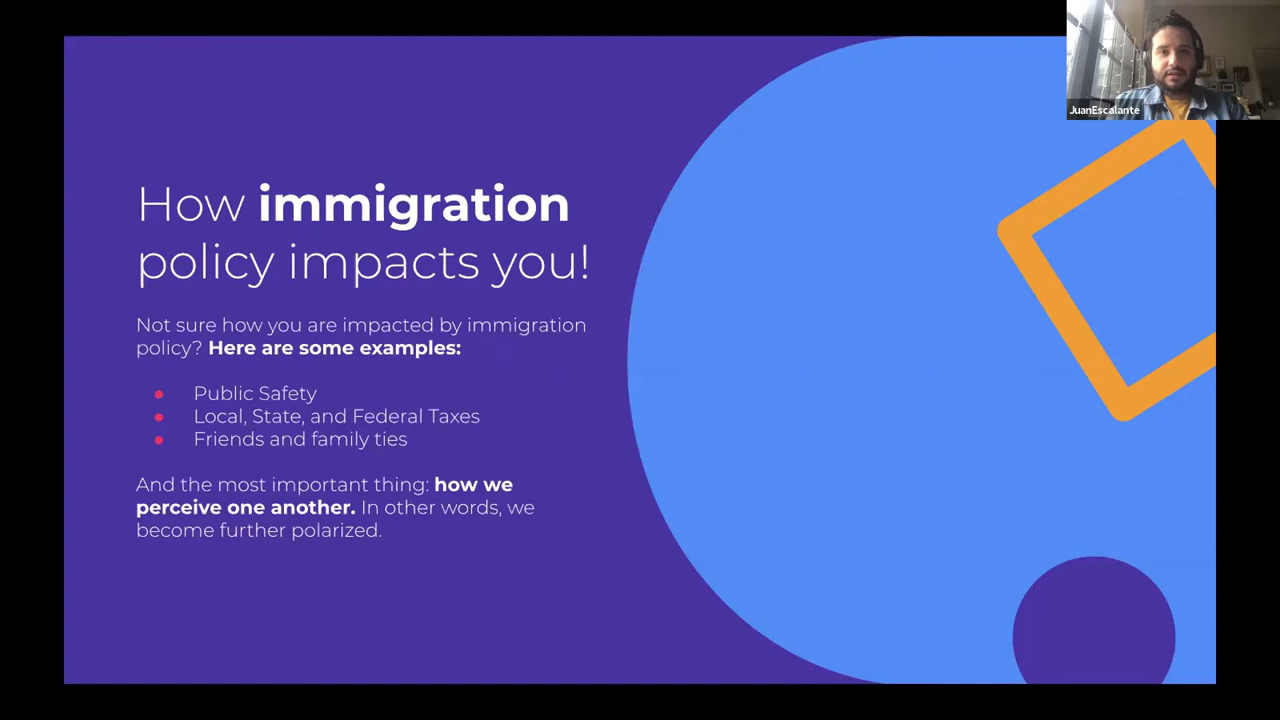 JuanEscalante
How immigration
policy impacts you!
Not sure how you are impacted by immigration
policy? Here are some examples:
● Public Safety
● Local, State, and Federal Taxes
● Friends and family ties
And the most important thing: how we
perceive one another. In other words, we
become further polarized.